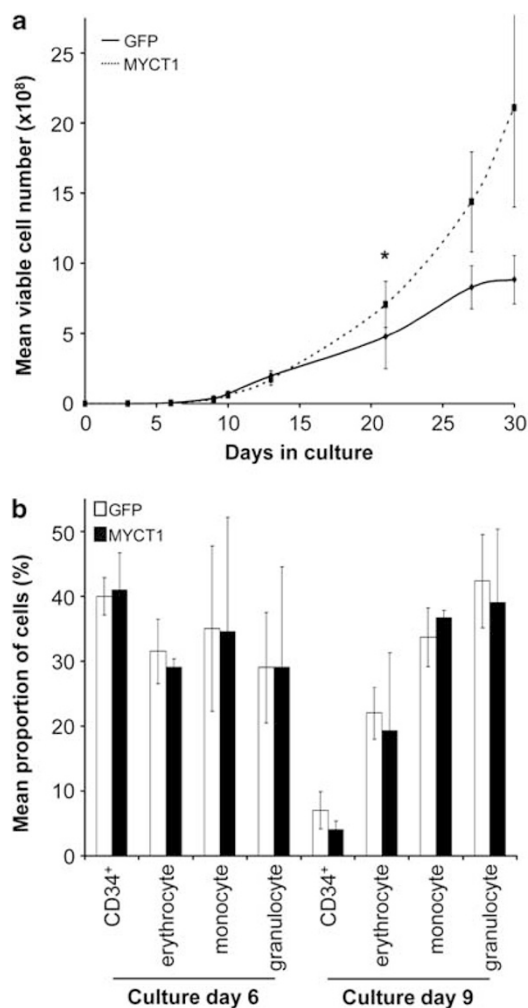 a
GFP
MYCT1
Mean viable cell number (x10⁸)
25
20
15
10
5
0
*
0 5 10 15 20 25 30
Days in culture
b
GFP
MYCT1
Mean proportion of cells (%)
50
40
30
20
10
0
CD34⁺
erythrocyte
monocyte
granulocyte
CD34⁺
erythrocyte
monocyte
granulocyte
Culture day 6
Culture day 9